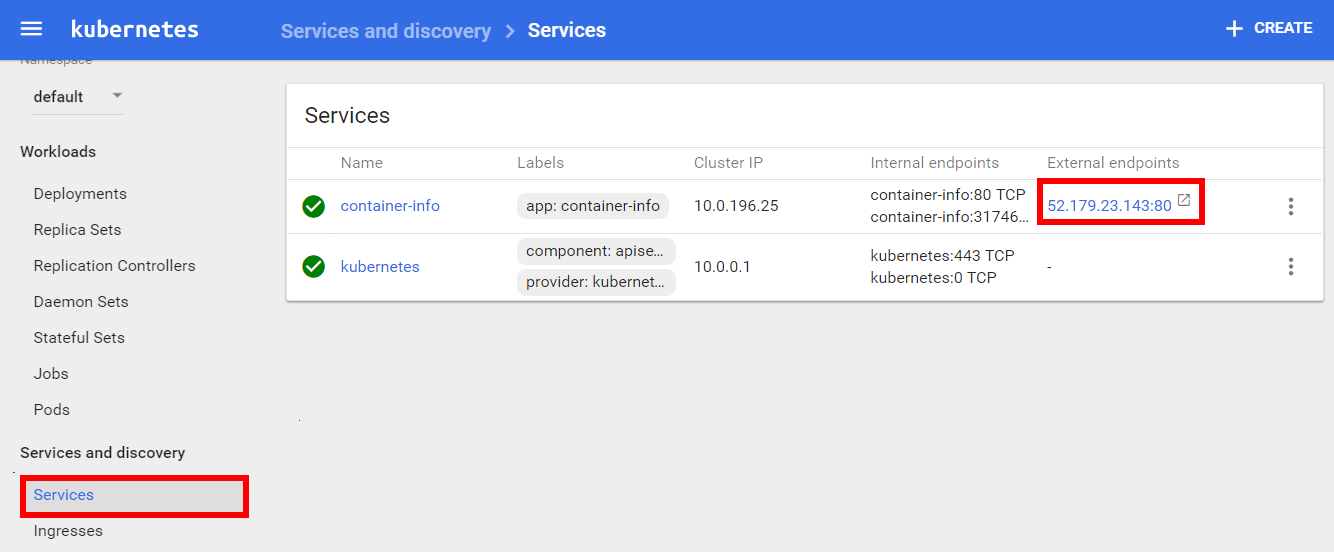 kubernetes
Services and discovery > Services
+ CREATE
Namespace
default
Workloads
Deployments
Replica Sets
Replication Controllers
Daemon Sets
Stateful Sets
Jobs
Pods
Services and discovery
Services
Ingresses
Services
Name Labels Cluster IP Internal endpoints External endpoints
container-info app: container-info 10.0.196.25 container-info:80 TCP 52.179.23.143:80
container-info:31746...
kubernetes component: apise... 10.0.0.1 kubernetes:443 TCP -
provider: kubernet... kubernetes:0 TCP